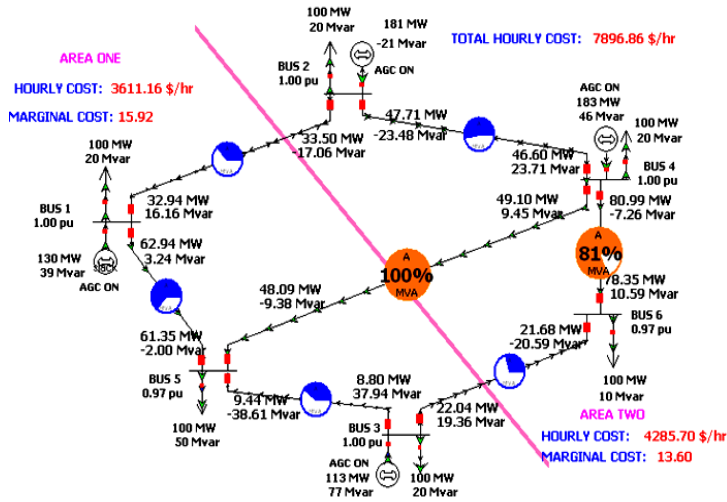 100 MW
20 Mvar
181 MW
-21 Mvar
TOTAL HOURLY COST: 7896.86 $/hr
AREA ONE
HOURLY COST: 3611.16 $/hr
MARGINAL COST: 15.92
BUS 2
1.00 pu
AGC ON
AGC ON
183 MW
46 Mvar
100 MW
20 Mvar
47.71 MW
-23.48 Mvar
33.50 MW
-17.06 Mvar
46.60 MW
23.71 Mvar
BUS 4
1.00 pu
100 MW
20 Mvar
32.94 MW
16.16 Mvar
49.10 MW
9.45 Mvar
80.99 MW
-7.26 Mvar
BUS 1
1.00 pu
62.94 MW
3.24 Mvar
130 MW
39 Mvar
AGC ON
A
100%
MVA
A
81%
MVA
48.09 MW
-9.38 Mvar
78.35 MW
10.59 Mvar
BUS 6
0.97 pu
61.35 MW
-2.00 Mvar
21.68 MW
-20.59 Mvar
BUS 5
0.97 pu
9.44 MW
-38.61 Mvar
8.80 MW
37.94 Mvar
22.04 MW
19.36 Mvar
100 MW
10 Mvar
100 MW
50 Mvar
BUS 3
1.00 pu
AGC ON
113 MW
77 Mvar
100 MW
20 Mvar
AREA TWO
HOURLY COST: 4285.70 $/hr
MARGINAL COST: 13.60